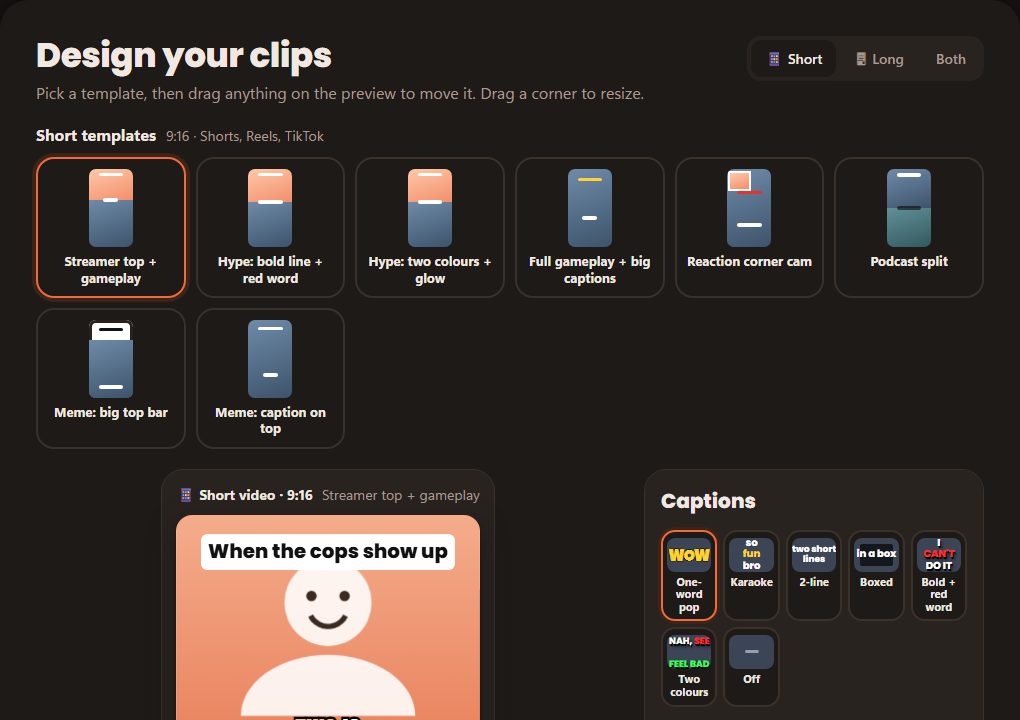 Design your clips
Short
Long
Both
Pick a template, then drag anything on the preview to move it. Drag a corner to resize.
Short templates 9:16 · Shorts, Reels, TikTok
Streamer top +
gameplay
Hype: bold line +
red word
Hype: two colours +
glow
Full gameplay + big
captions
Reaction corner cam
Podcast split
Meme: big top bar
Meme: caption on
top
Short video · 9:16 Streamer top + gameplay
When the cops show up
THIS IS
Captions
WOW
One-
word
pop
so
fun
bro
Karaoke
two short
lines
2-line
in a box
Boxed
I
CAN'T
DO IT
Bold +
red
word
NAH, SEE
FEEL BAD
Two
colours
Off